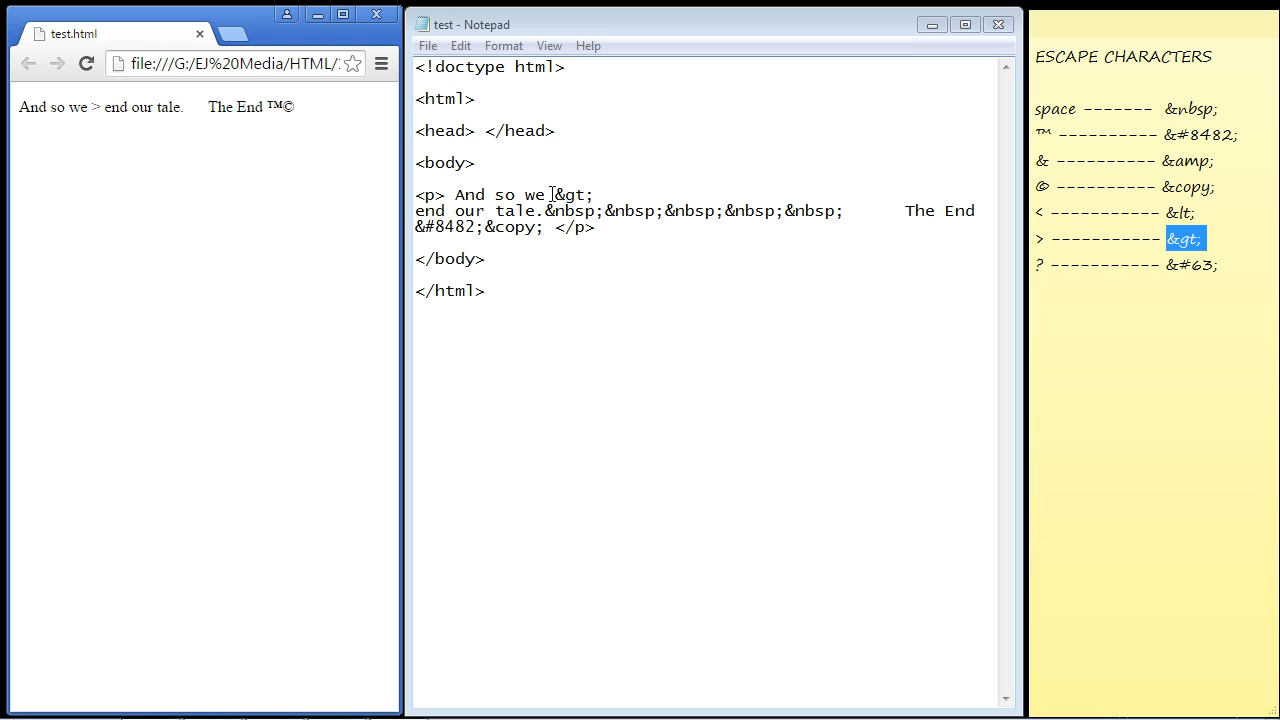 test.html
file:///G:/EJ%20Media/HTML/
And so we > end our tale.      The End ™©
test - Notepad
File Edit Format View Help
<!doctype html>
<html>
<head> </head>
<body>
<p> And so we &gt;
end our tale.&nbsp;&nbsp;&nbsp;&nbsp;&nbsp;      The End
&#8482;&copy; </p>
</body>
</html>
ESCAPE CHARACTERS
space ------- &nbsp;
™ ---------- &#8482;
& ---------- &amp;
© ---------- &copy;
< ----------- &lt;
> ----------- &gt;
? ----------- &#63;